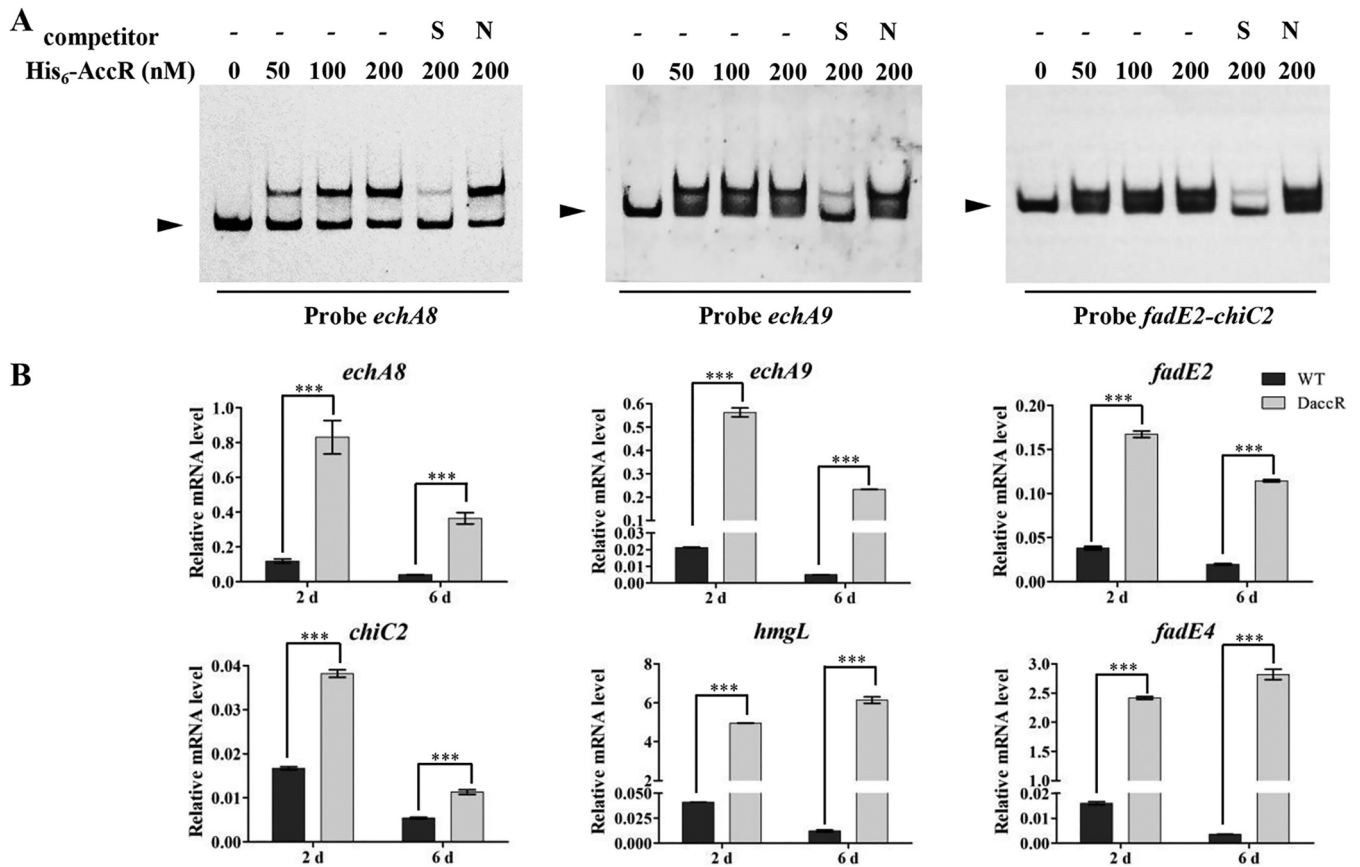 A
competitor - - - - S N - - - - S N - - - - S N
His6-AccR (nM) 0 50 100 200 200 200 0 50 100 200 200 200 0 50 100 200 200 200
Probe echA8 Probe echA9 Probe fadE2-chiC2
B
echA8
Relative mRNA level
1.0
0.8
0.6
0.4
0.2
0.0
***
***
2 d 6 d
echA9
Relative mRNA level
0.6
0.5
0.4
0.3
0.2
0.1
0.03
0.02
0.01
0.00
***
***
2 d 6 d
fadE2
Relative mRNA level
0.20
0.15
0.10
0.05
0.00
***
***
2 d 6 d
WT
DaccR
chiC2
Relative mRNA level
0.04
0.03
0.02
0.01
0.00
***
***
2 d 6 d
hmgL
Relative mRNA level
8
6
4
2
0.050
0.025
0.000
***
***
2 d 6 d
fadE4
Relative mRNA level
3.0
2.5
2.0
1.5
1.0
0.02
0.01
0.00
***
***
2 d 6 d